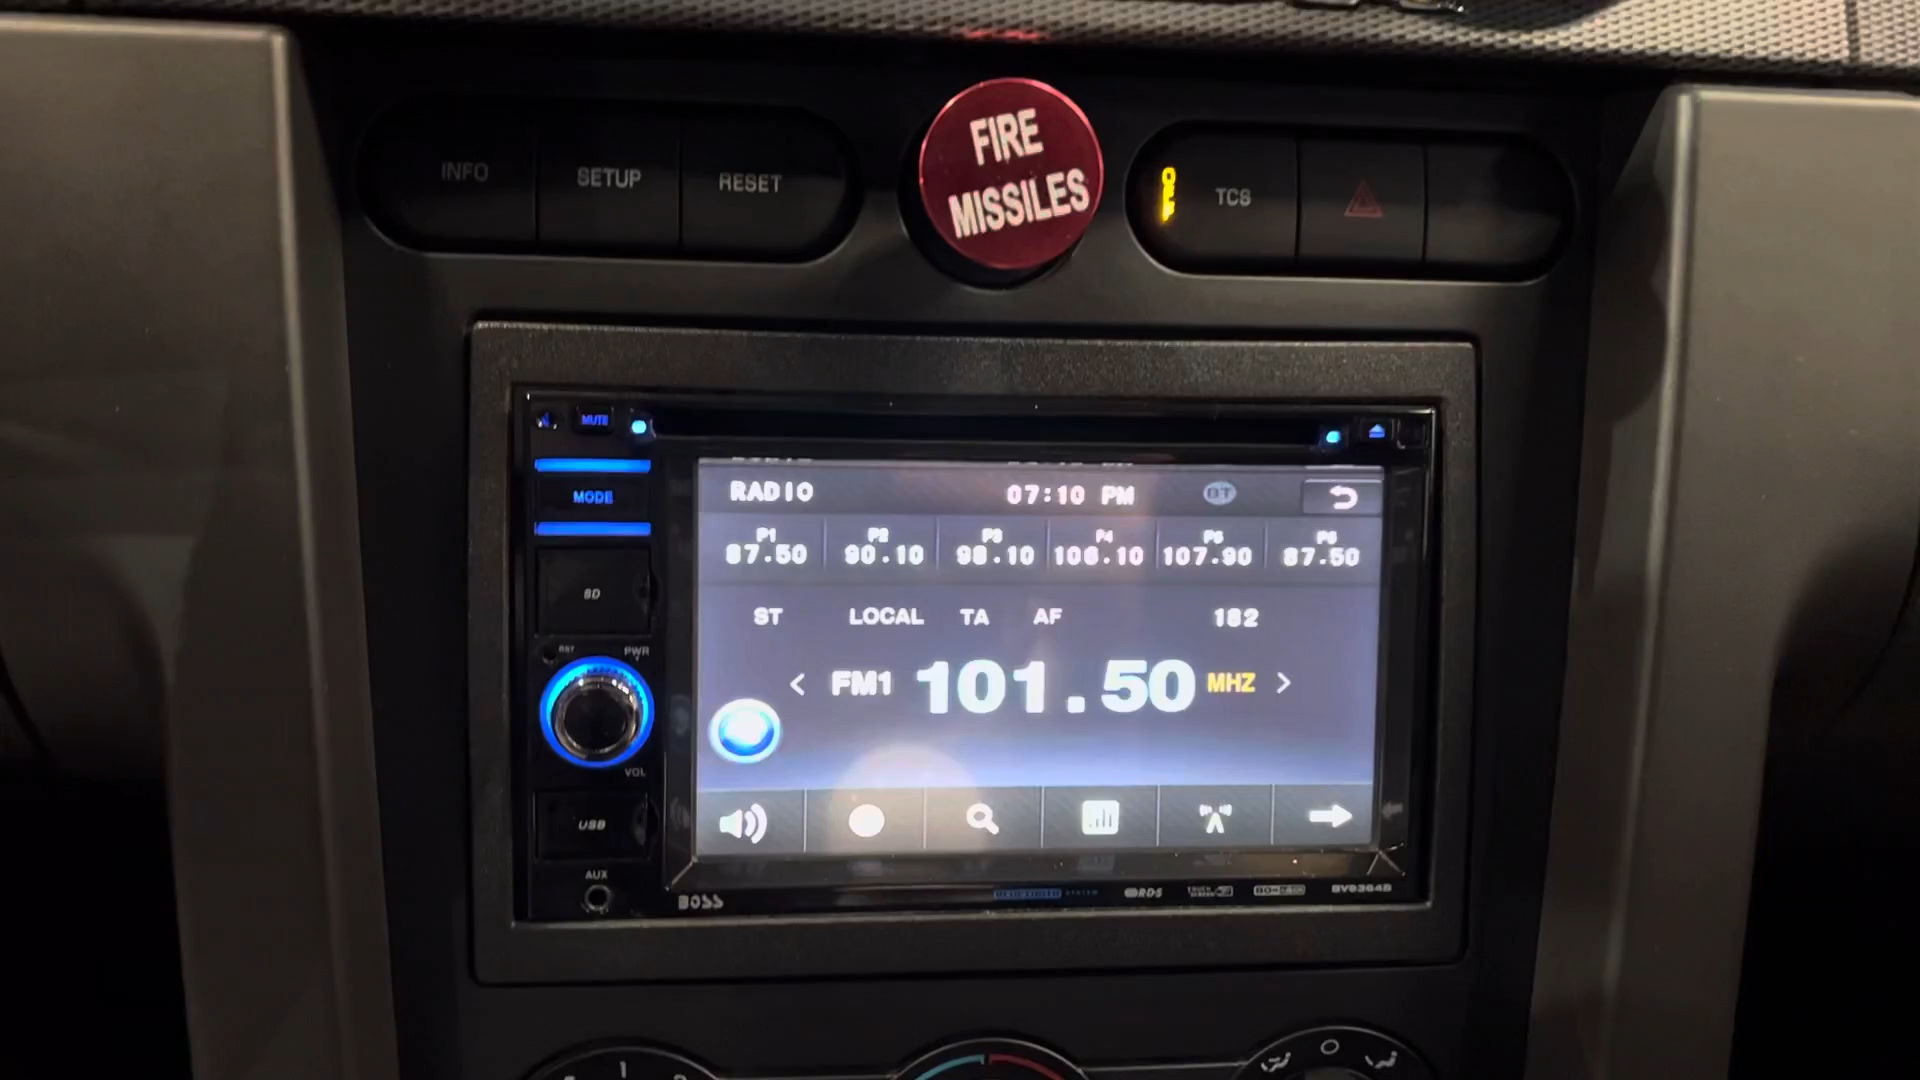 INFO
SETUP
RESET
FIRE
MISSILES
OFF
TCS
MUTE
MODE
SD
RST
PWR
VOL
USB
AUX
RADIO
07:10 PM
BT
P1
P2
P3
P4
P5
P6
87.50
90.10
98.10
106.10
107.90
87.50
ST
LOCAL
TA
AF
182
FM1
101.50
MHZ
BOSS
RDS